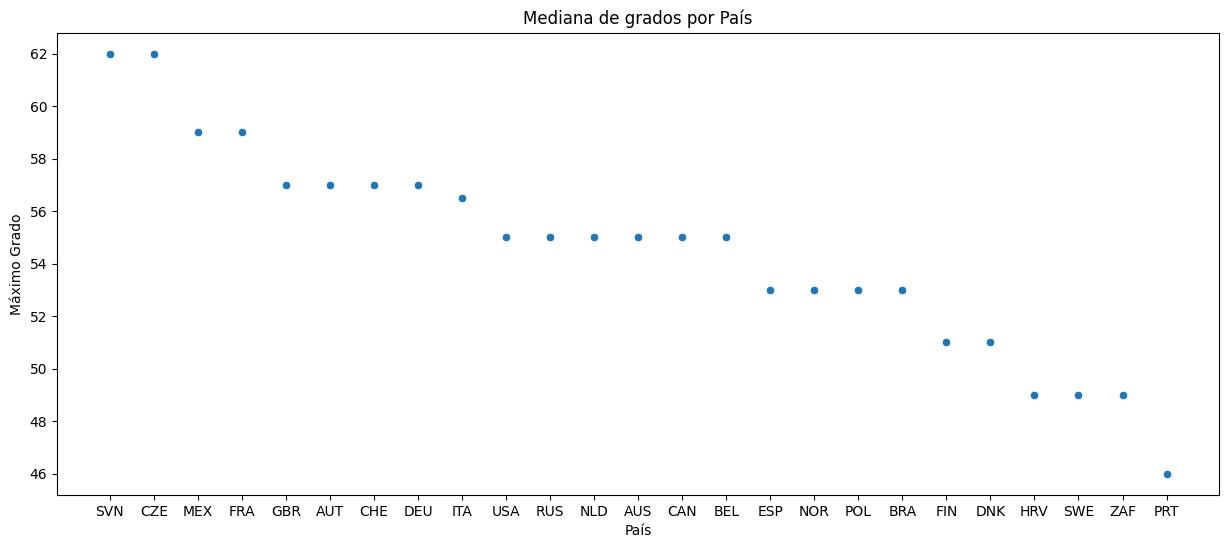 Mediana de grados por País
Máximo Grado
62
60
58
56
54
52
50
48
46
SVN CZE MEX FRA GBR AUT CHE DEU ITA USA RUS NLD AUS CAN BEL ESP NOR POL BRA FIN DNK HRV SWE ZAF PRT
País